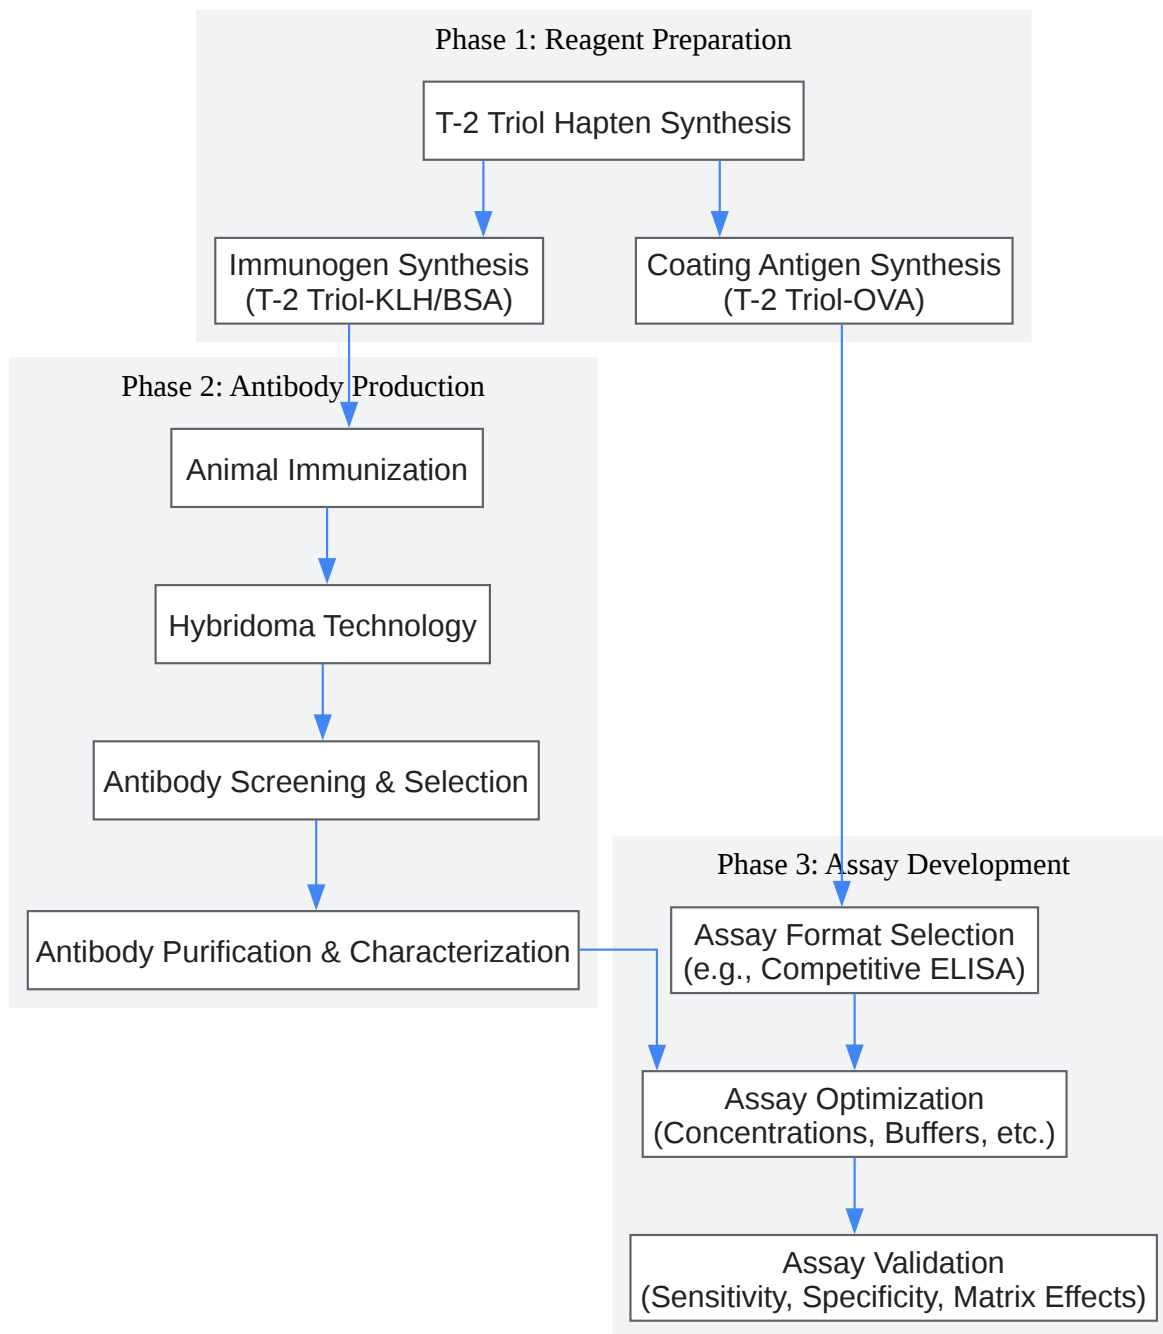 Phase 1: Reagent Preparation
T-2 Triol Hapten Synthesis
Immunogen Synthesis
(T-2 Triol-KLH/BSA)
Coating Antigen Synthesis
(T-2 Triol-OVA)
Phase 2: Antibody Production
Animal Immunization
Hybridoma Technology
Antibody Screening & Selection
Antibody Purification & Characterization
Phase 3: Assay Development
Assay Format Selection
(e.g., Competitive ELISA)
Assay Optimization
(Concentrations, Buffers, etc.)
Assay Validation
(Sensitivity, Specificity, Matrix Effects)